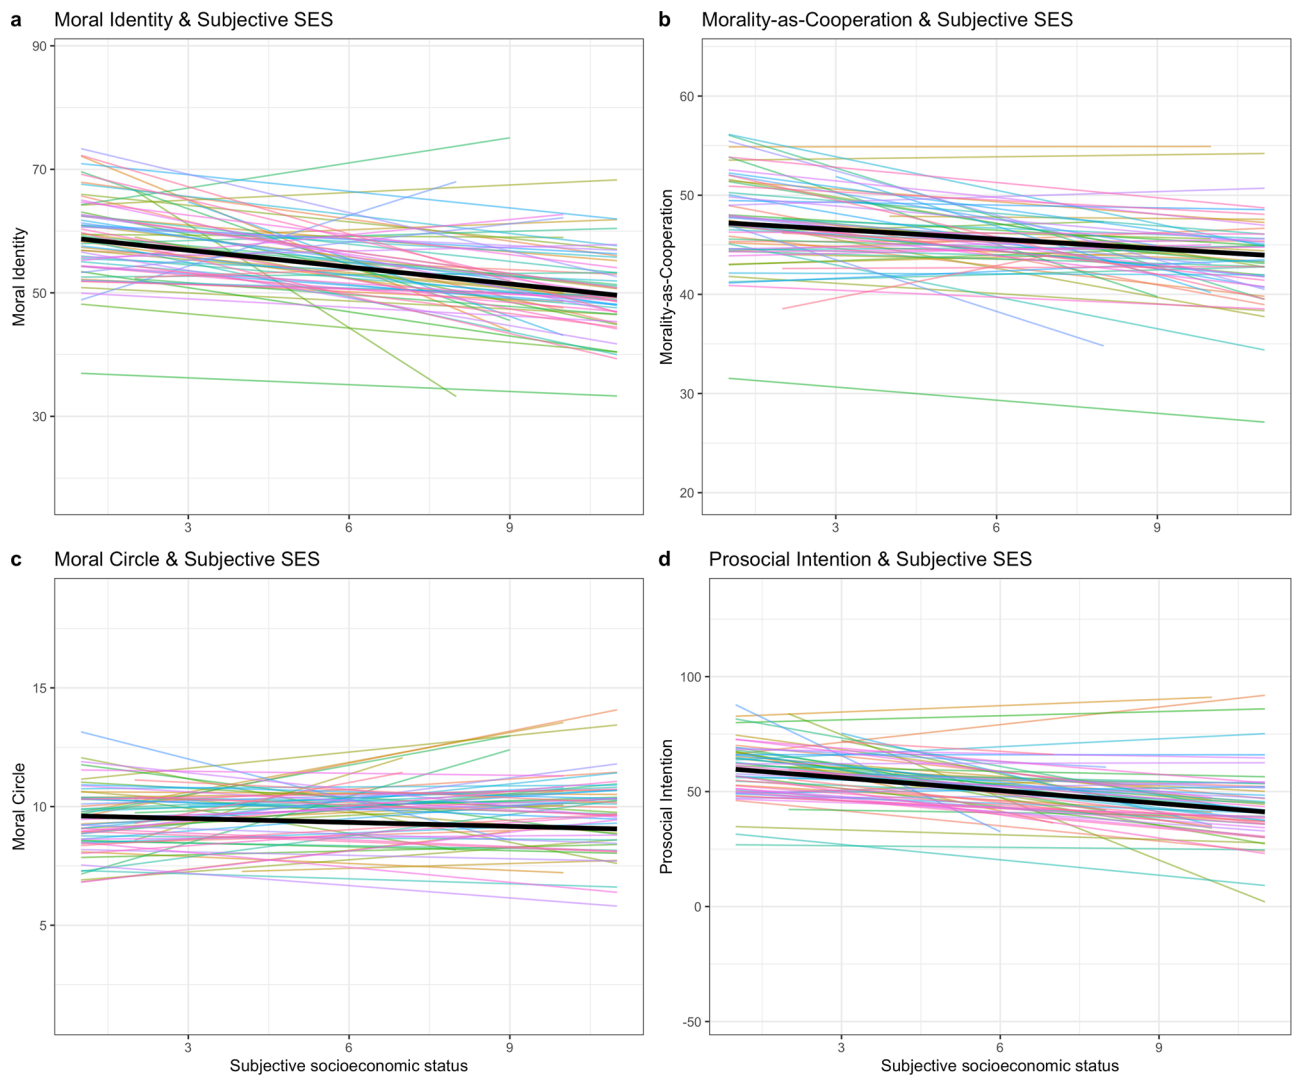 a Moral Identity & Subjective SES
90
70
50
30
Moral Identity
3 6 9
b Morality-as-Cooperation & Subjective SES
60
50
40
30
20
Morality-as-Cooperation
3 6 9
c Moral Circle & Subjective SES
15
10
5
Moral Circle
3 6 9
Subjective socioeconomic status
d Prosocial Intention & Subjective SES
100
50
0
-50
Prosocial Intention
3 6 9
Subjective socioeconomic status